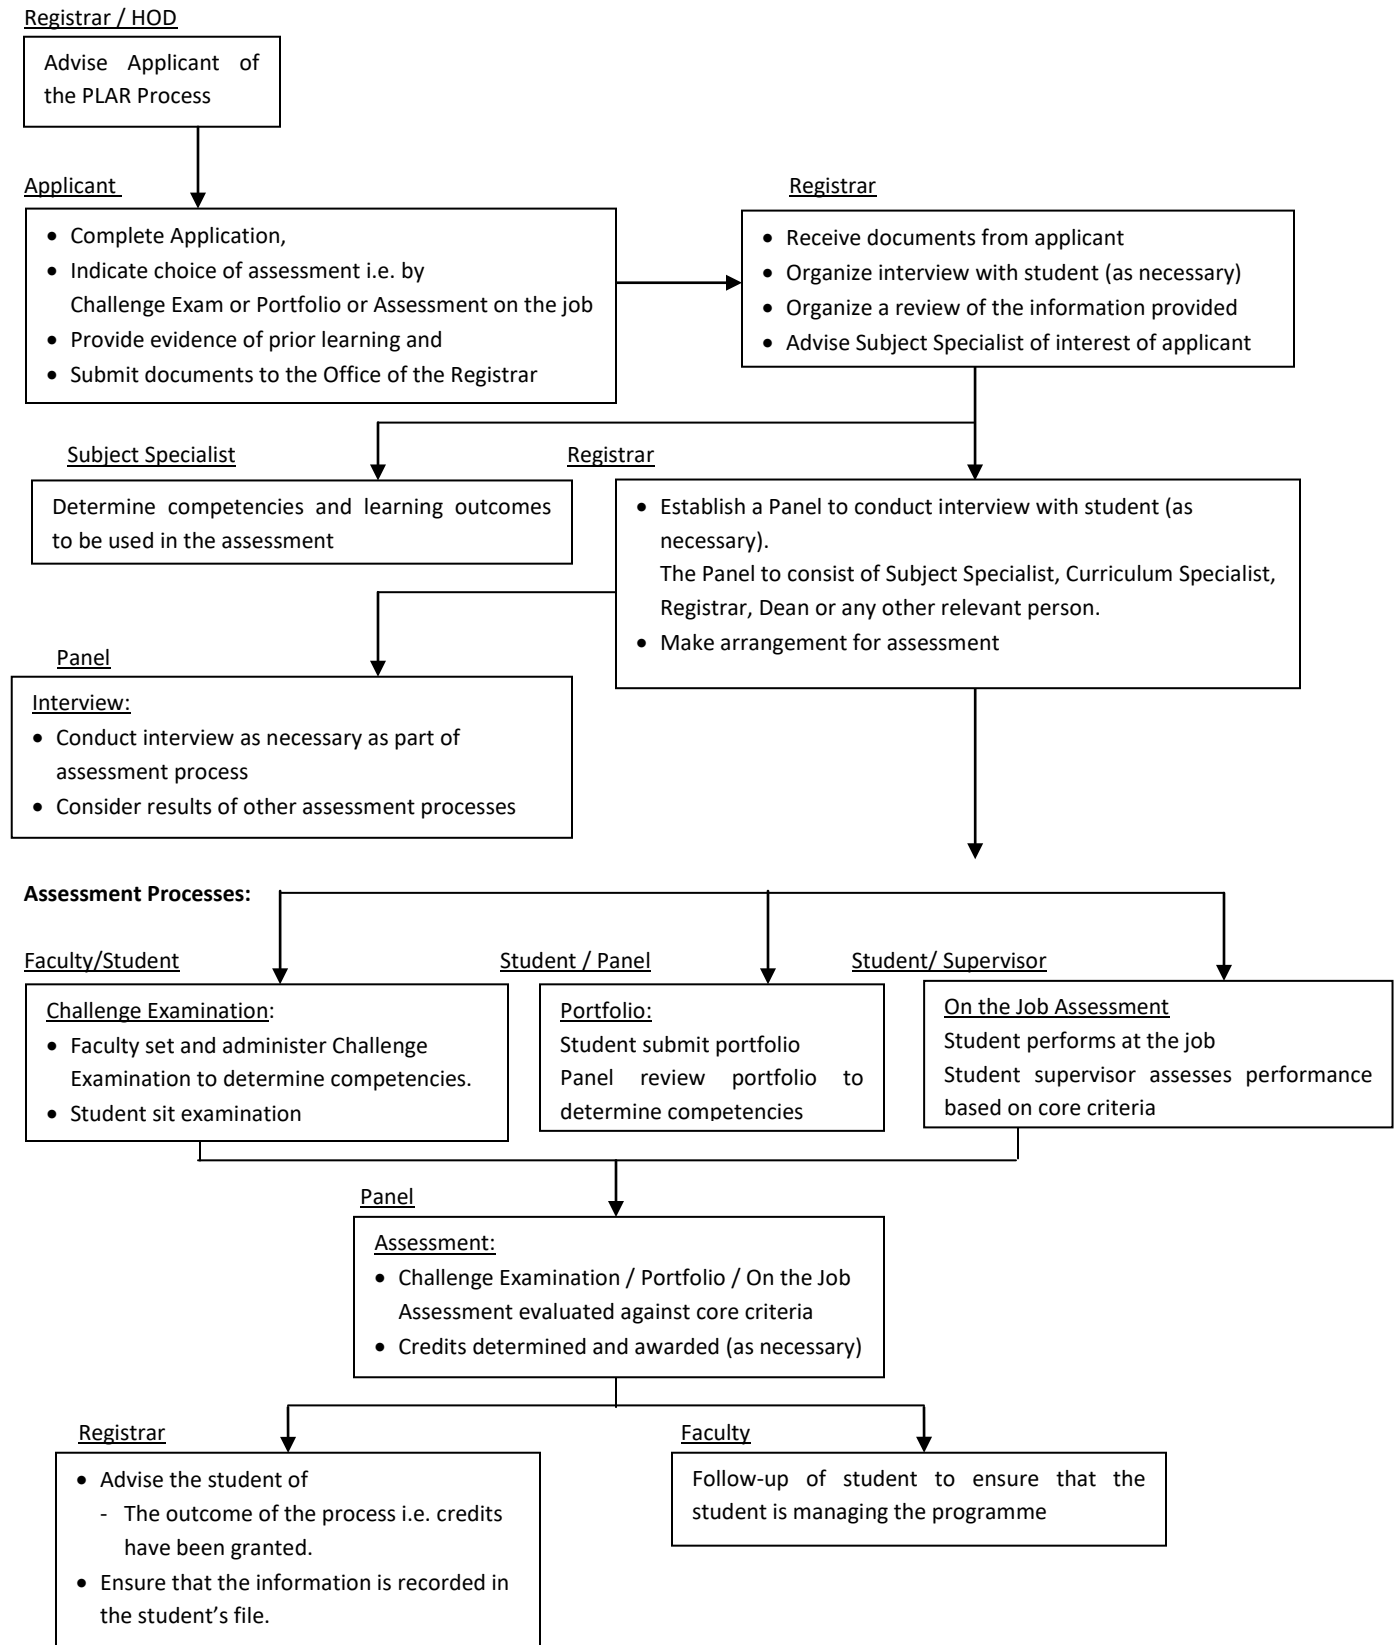 Registrar / HOD
Advise Applicant of
the PLAR Process
Applicant
• Complete Application,
• Indicate choice of assessment i.e. by
Challenge Exam or Portfolio or Assessment on the job
• Provide evidence of prior learning and
• Submit documents to the Office of the Registrar
Registrar
• Receive documents from applicant
• Organize interview with student (as necessary)
• Organize a review of the information provided
• Advise Subject Specialist of interest of applicant
Subject Specialist
Determine competencies and learning outcomes
to be used in the assessment
Registrar
• Establish a Panel to conduct interview with student (as
necessary).
The Panel to consist of Subject Specialist, Curriculum Specialist,
Registrar, Dean or any other relevant person.
• Make arrangement for assessment
Panel
Interview:
• Conduct interview as necessary as part of
assessment process
• Consider results of other assessment processes
Assessment Processes:
Faculty/Student
Challenge Examination:
• Faculty set and administer Challenge
Examination to determine competencies.
• Student sit examination
Student / Panel
Portfolio:
Student submit portfolio
Panel review portfolio to
determine competencies
Student/ Supervisor
On the Job Assessment
Student performs at the job
Student supervisor assesses performance
based on core criteria
Panel
Assessment:
• Challenge Examination / Portfolio / On the Job
Assessment evaluated against core criteria
• Credits determined and awarded (as necessary)
Registrar
• Advise the student of
- The outcome of the process i.e. credits
have been granted.
• Ensure that the information is recorded in
the student's file.
Faculty
Follow-up of student to ensure that the
student is managing the programme